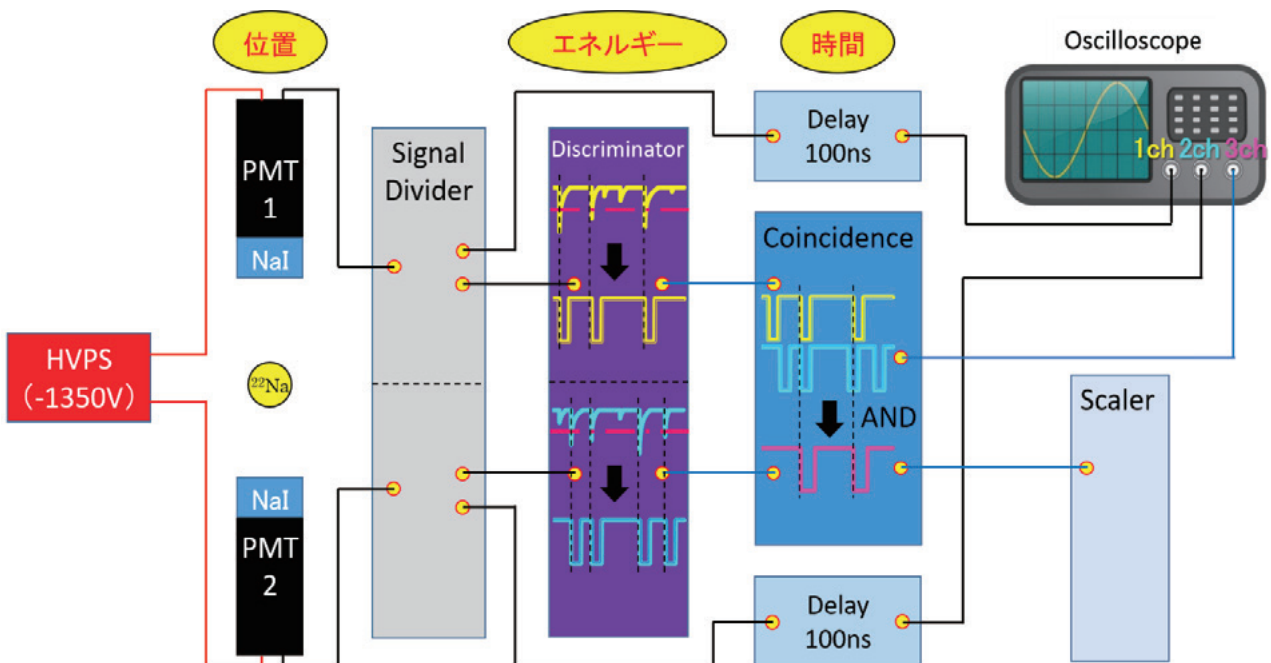 位置
エネルギー
時間
Oscilloscope
1ch 2ch 3ch
PMT
1
NaI
Signal
Divider
Discriminator
Delay
100ns
Coincidence
AND
HVPS
(-1350V)
²²Na
Scaler
NaI
PMT
2
Delay
100ns